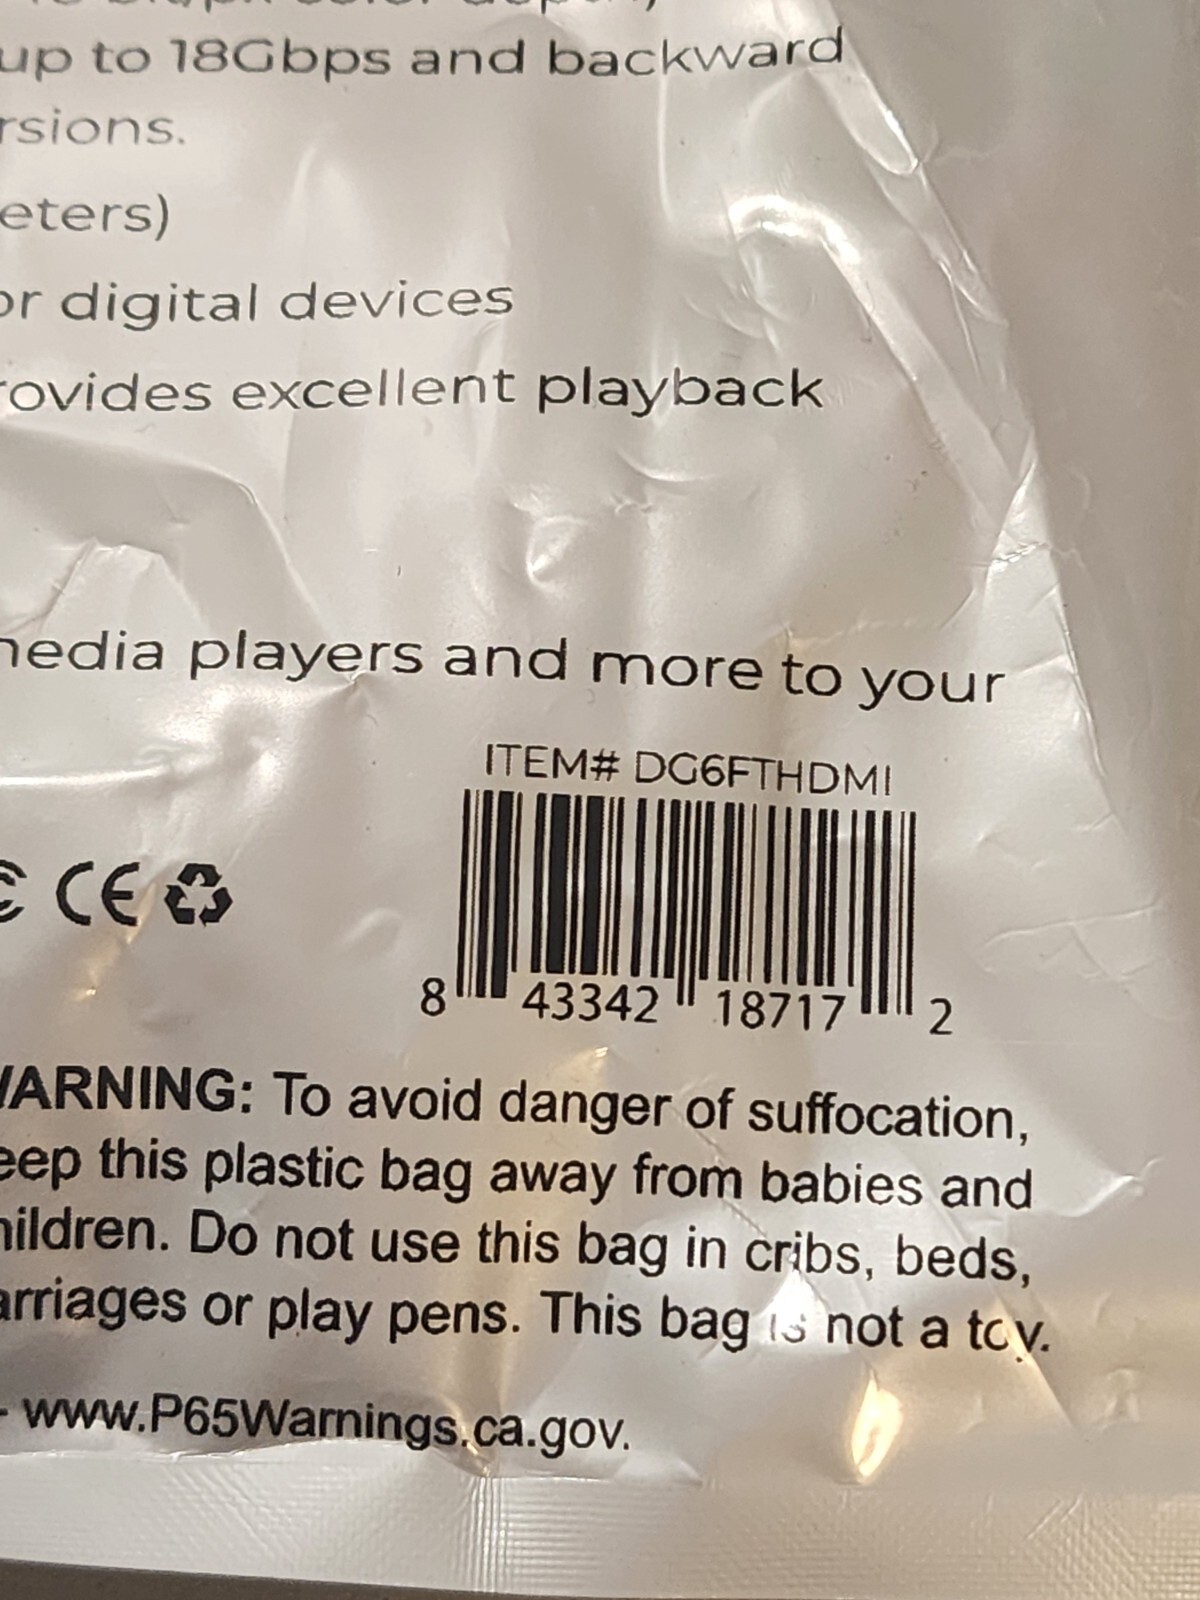 up to 18Gbps and backward
rsions.
eters)
or digital devices
rovides excellent playback
media players and more to your
ITEM# DG6FTHDMI
CE
8 43342 18717 2
WARNING: To avoid danger of suffocation,
eep this plastic bag away from babies and
hildren. Do not use this bag in cribs, beds,
arriages or play pens. This bag is not a toy.
- www.P65Warnings.ca.gov.